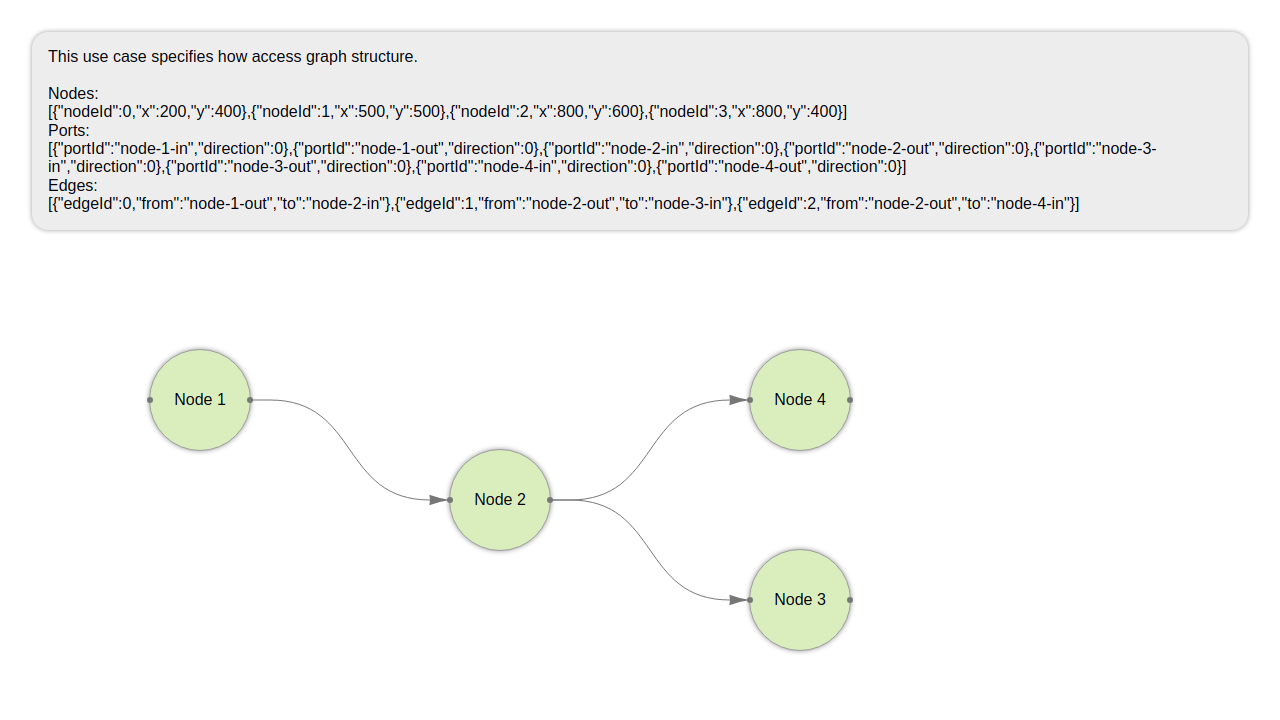 This use case specifies how access graph structure.
Nodes:
[{"nodeId":0,"x":200,"y":400},{"nodeId":1,"x":500,"y":500},{"nodeId":2,"x":800,"y":600},{"nodeId":3,"x":800,"y":400}]
Ports:
[{"portId":"node-1-in","direction":0},{"portId":"node-1-out","direction":0},{"portId":"node-2-in","direction":0},{"portId":"node-2-out","direction":0},{"portId":"node-3-
in","direction":0},{"portId":"node-3-out","direction":0},{"portId":"node-4-in","direction":0},{"portId":"node-4-out","direction":0}]
Edges:
[{"edgeId":0,"from":"node-1-out","to":"node-2-in"},{"edgeId":1,"from":"node-2-out","to":"node-3-in"},{"edgeId":2,"from":"node-2-out","to":"node-4-in"}]
Node 1
Node 4
Node 2
Node 3